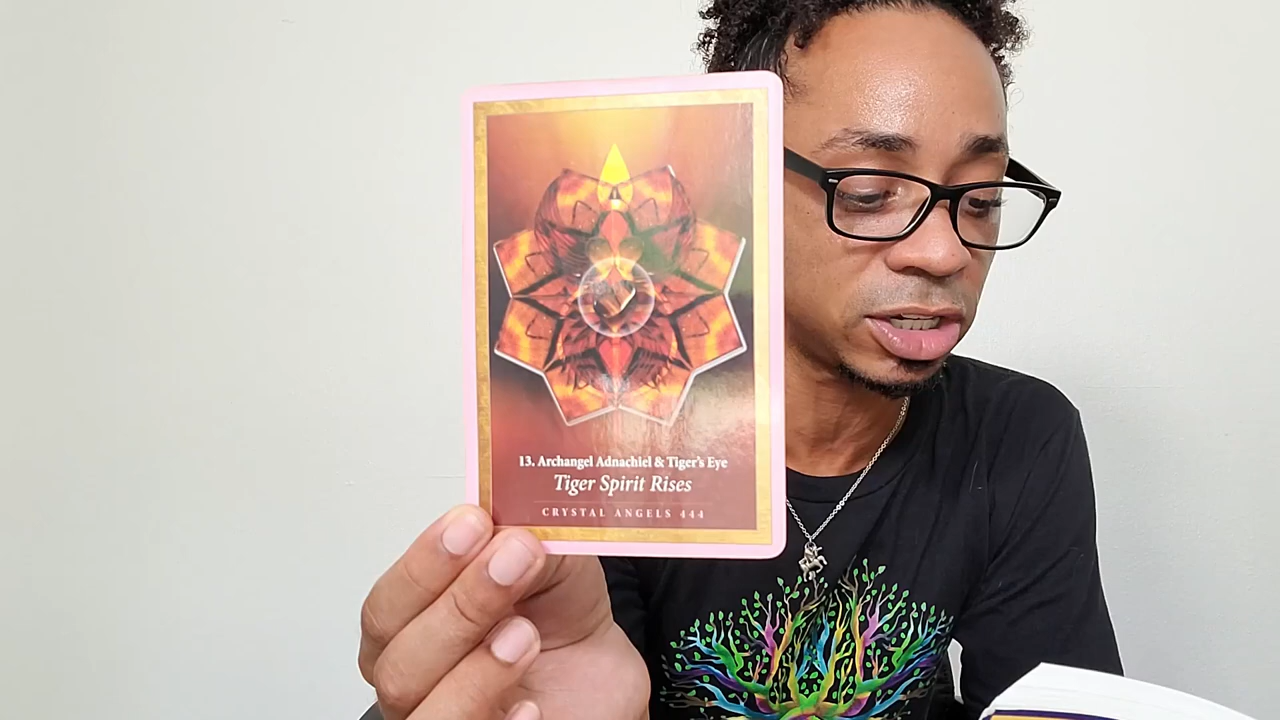 13. Archangel Adnachiel & Tiger's Eye
Tiger Spirit Rises
CRYSTAL ANGELS 444